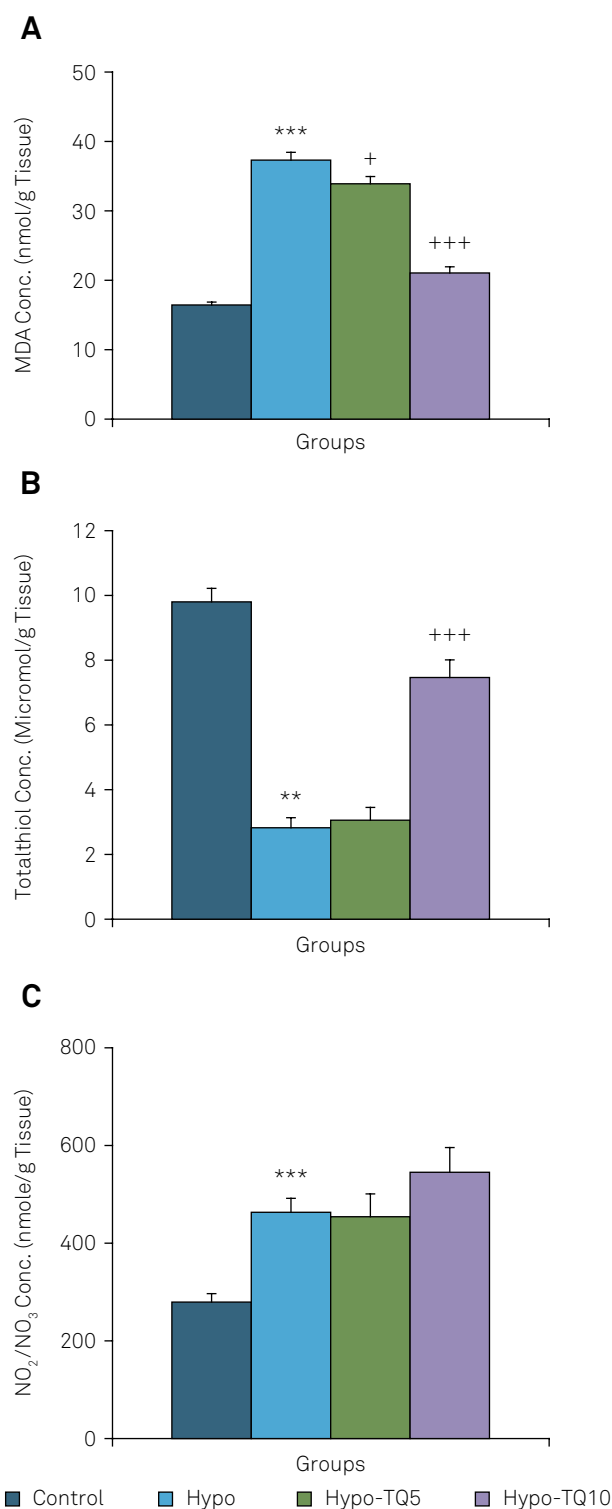 A
MDA Conc. (nmol/g Tissue)
50
40
30
20
10
0
***
+
+++
Groups
B
Totalthiol Conc. (Micromol/g Tissue)
12
10
8
6
4
2
0
**
+++
Groups
C
NO₂/NO₃ Conc. (nmole/g Tissue)
800
600
400
200
0
***
Groups
Control Hypo Hypo-TQ5 Hypo-TQ10